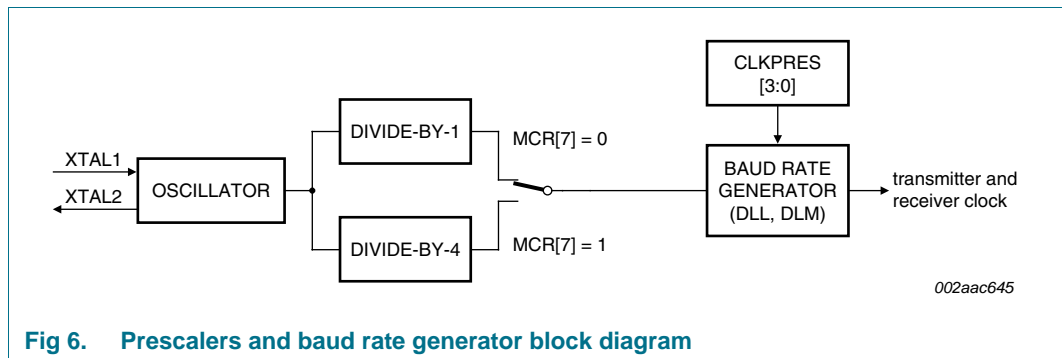 XTAL1
XTAL2
OSCILLATOR
DIVIDE-BY-1
DIVIDE-BY-4
MCR[7] = 0
MCR[7] = 1
CLKPRES
[3:0]
BAUD RATE
GENERATOR
(DLL, DLM)
transmitter and
receiver clock
002aac645
Fig 6. Prescalers and baud rate generator block diagram